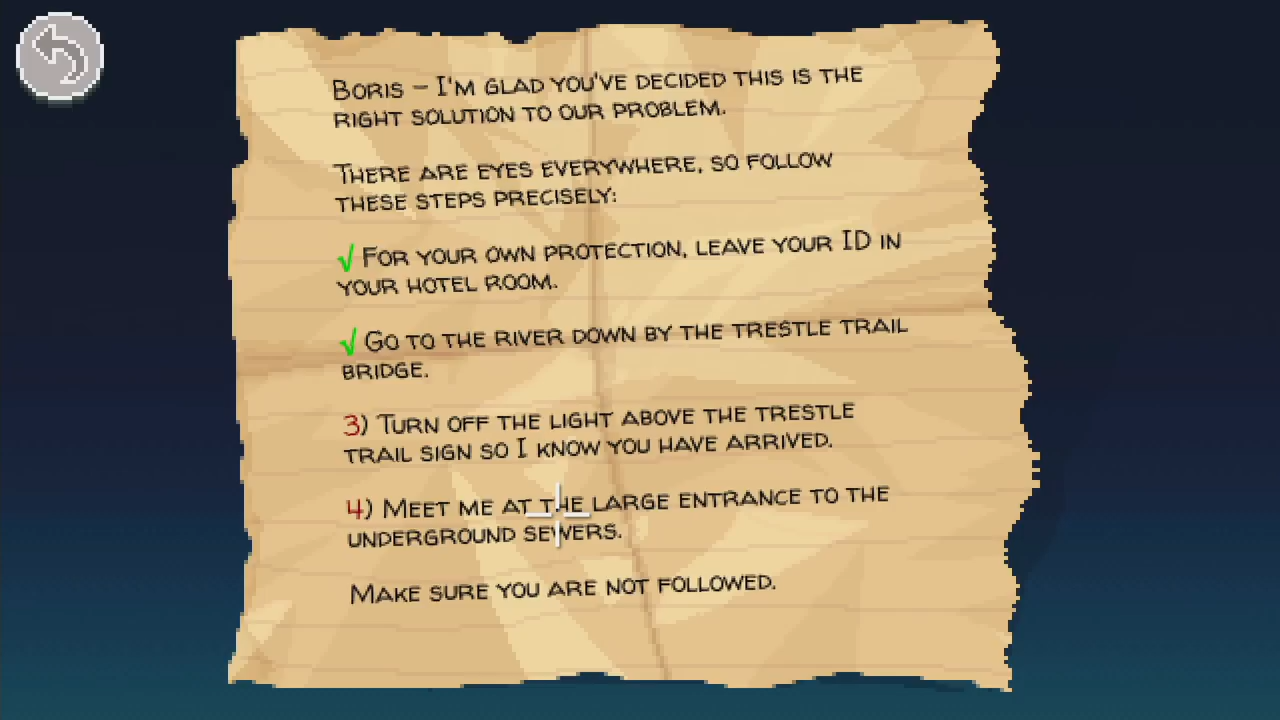 Boris – I'm glad you've decided this is the
right solution to our problem.
There are eyes everywhere, so follow
these steps precisely:
√ For your own protection, leave your ID in
your hotel room.
√ Go to the river down by the trestle trail
bridge.
3) Turn off the light above the trestle
trail sign so I know you have arrived.
4) Meet me at the large entrance to the
underground sewers.
Make sure you are not followed.